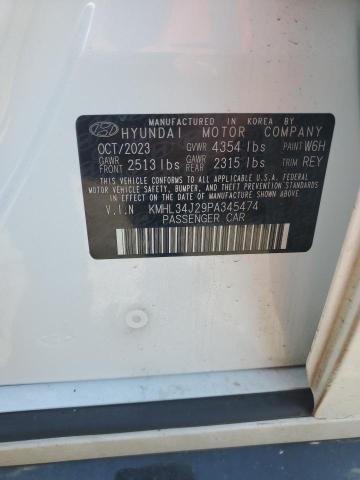 MANUFACTURED IN KOREA BY
HYUNDAI MOTOR COMPANY
OCT/2023 GVWR 4354 lbs PAINT W6H
GAWR FRONT 2513 lbs GAWR REAR 2315 lbs TRIM REY
THIS VEHICLE CONFORMS TO ALL APPLICABLE U.S.A. FEDERAL
MOTOR VEHICLE SAFETY, BUMPER, AND THEFT PREVENTION
STANDARDS IN EFFECT ON THE DATE OF MANUFACTURE
V.I.N KMHL34J29PA345474
PASSENGER CAR